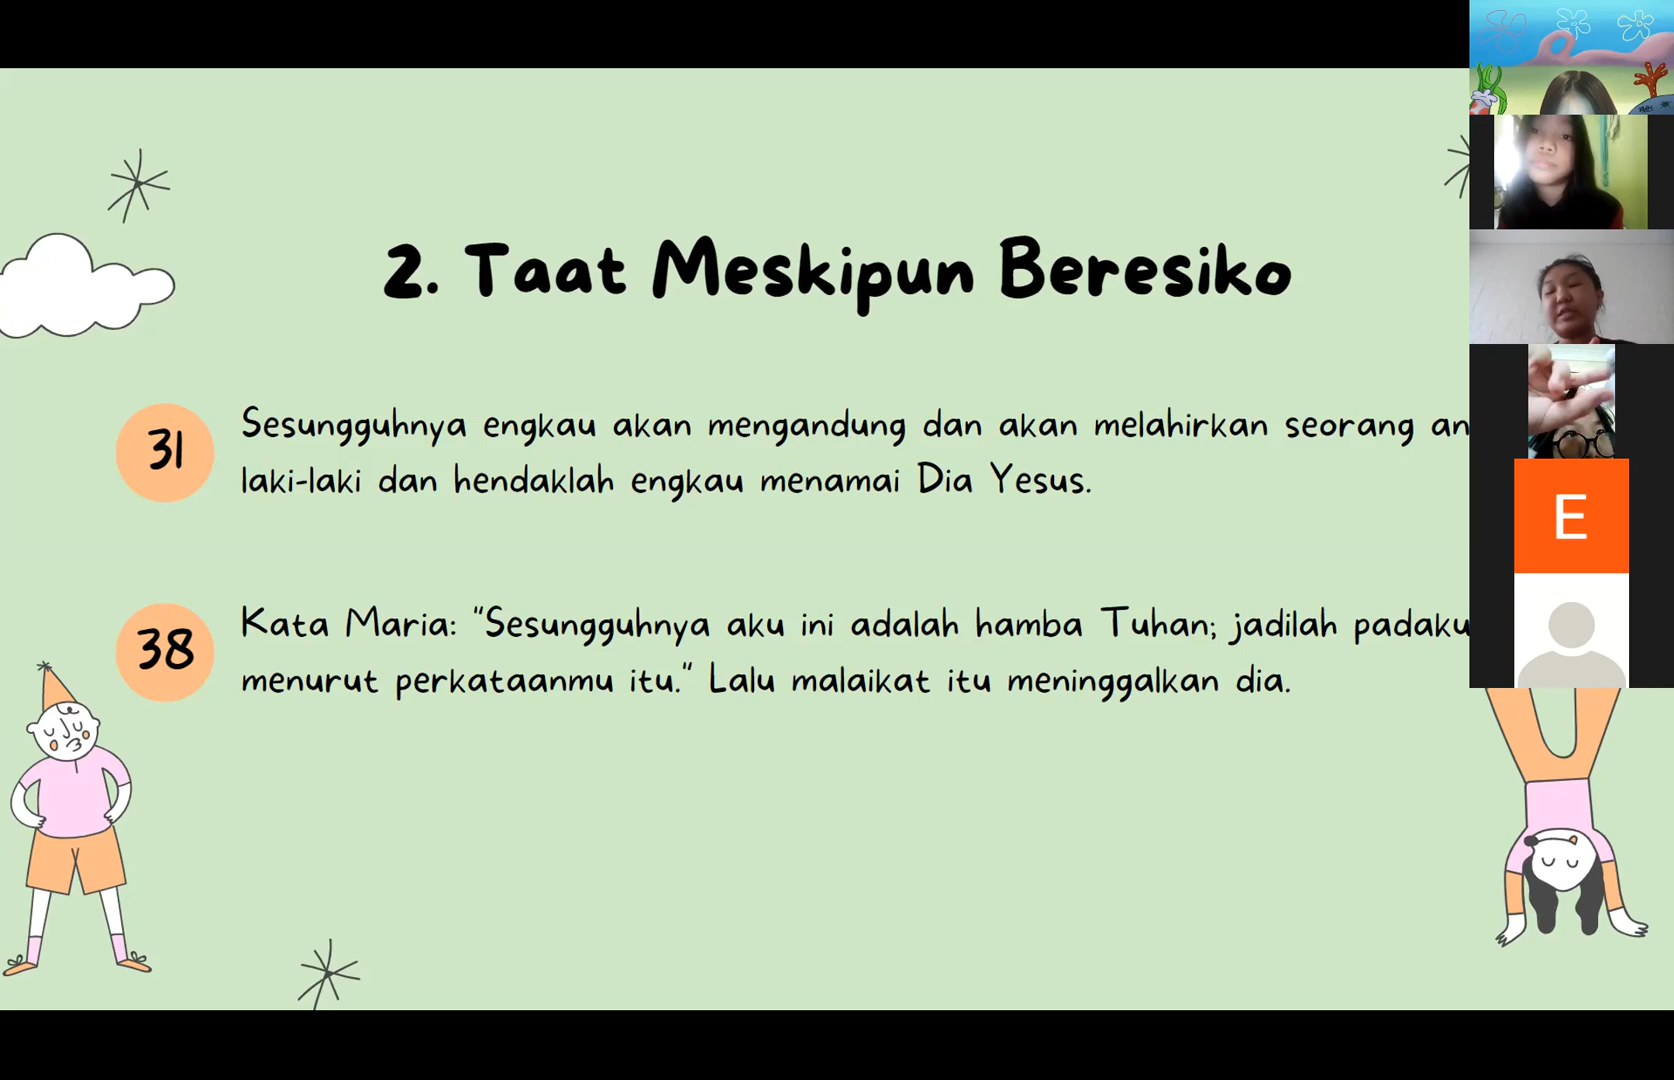 2. Taat Meskipun Beresiko
31
Sesungguhnya engkau akan mengandung dan akan melahirkan seorang an
laki-laki dan hendaklah engkau menamai Dia Yesus.
38
Kata Maria: "Sesungguhnya aku ini adalah hamba Tuhan; jadilah padaku
menurut perkataanmu itu." Lalu malaikat itu meninggalkan dia.
E